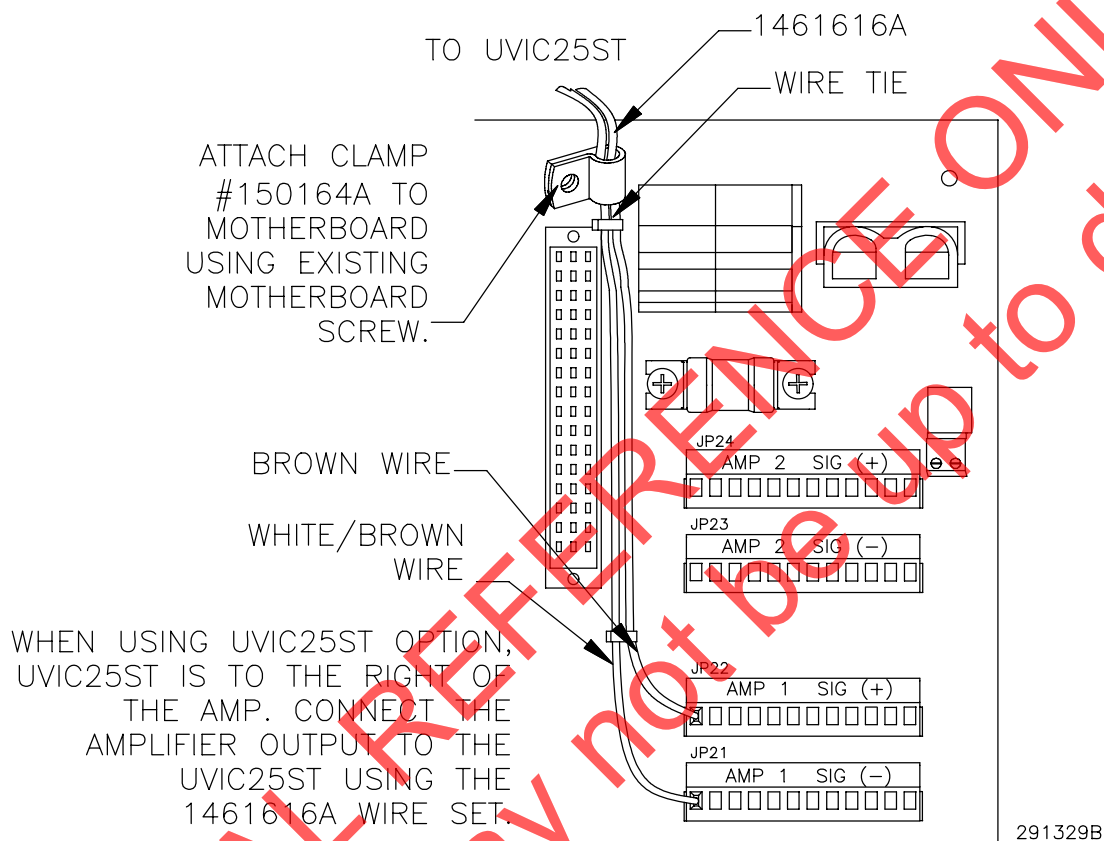 1461616A
TO UVIC25ST
WIRE TIE
ATTACH CLAMP
#150164A TO
MOTHERBOARD
USING EXISTING
MOTHERBOARD
SCREW.
JP24
AMP 2 SIG (+)
BROWN WIRE
JP23
AMP 2 SIG (-)
WHITE/BROWN
WIRE
WHEN USING UVIC25ST OPTION,
UVIC25ST IS TO THE RIGHT OF
THE AMP. CONNECT THE
AMPLIFIER OUTPUT TO THE
UVIC25ST USING THE
1461616A WIRE SET.
JP22
AMP 1 SIG (+)
JP21
AMP 1 SIG (-)
291329B
REFERENCE
not be up to